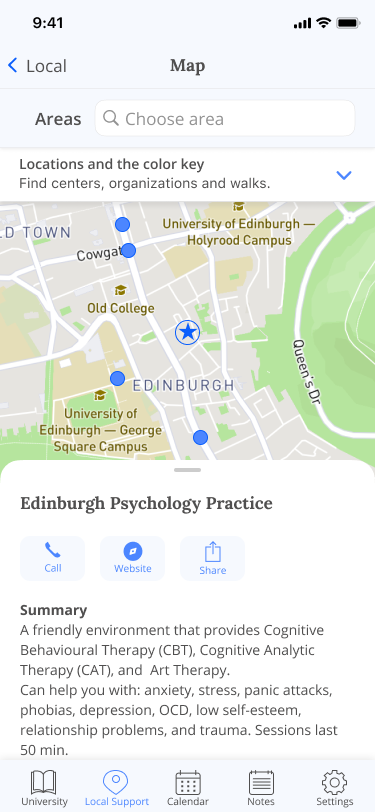 9:41
Local
Map
Areas
Choose area
Locations and the color key
Find centers, organizations and walks.
LD TOWN
University of Edinburgh —
Holyrood Campus
Cowgat
Old College
Queen's Dr
EDINBURGH
University of
Edinburgh — George
Square Campus
Edinburgh Psychology Practice
Call
Website
Share
Summary
A friendly environment that provides Cognitive
Behavioural Therapy (CBT), Cognitive Analytic
Therapy (CAT), and  Art Therapy.
Can help you with: anxiety, stress, panic attacks,
phobias, depression, OCD, low self-esteem,
relationship problems, and trauma. Sessions last
50 min.
University
Local Support
Calendar
Notes
Settings